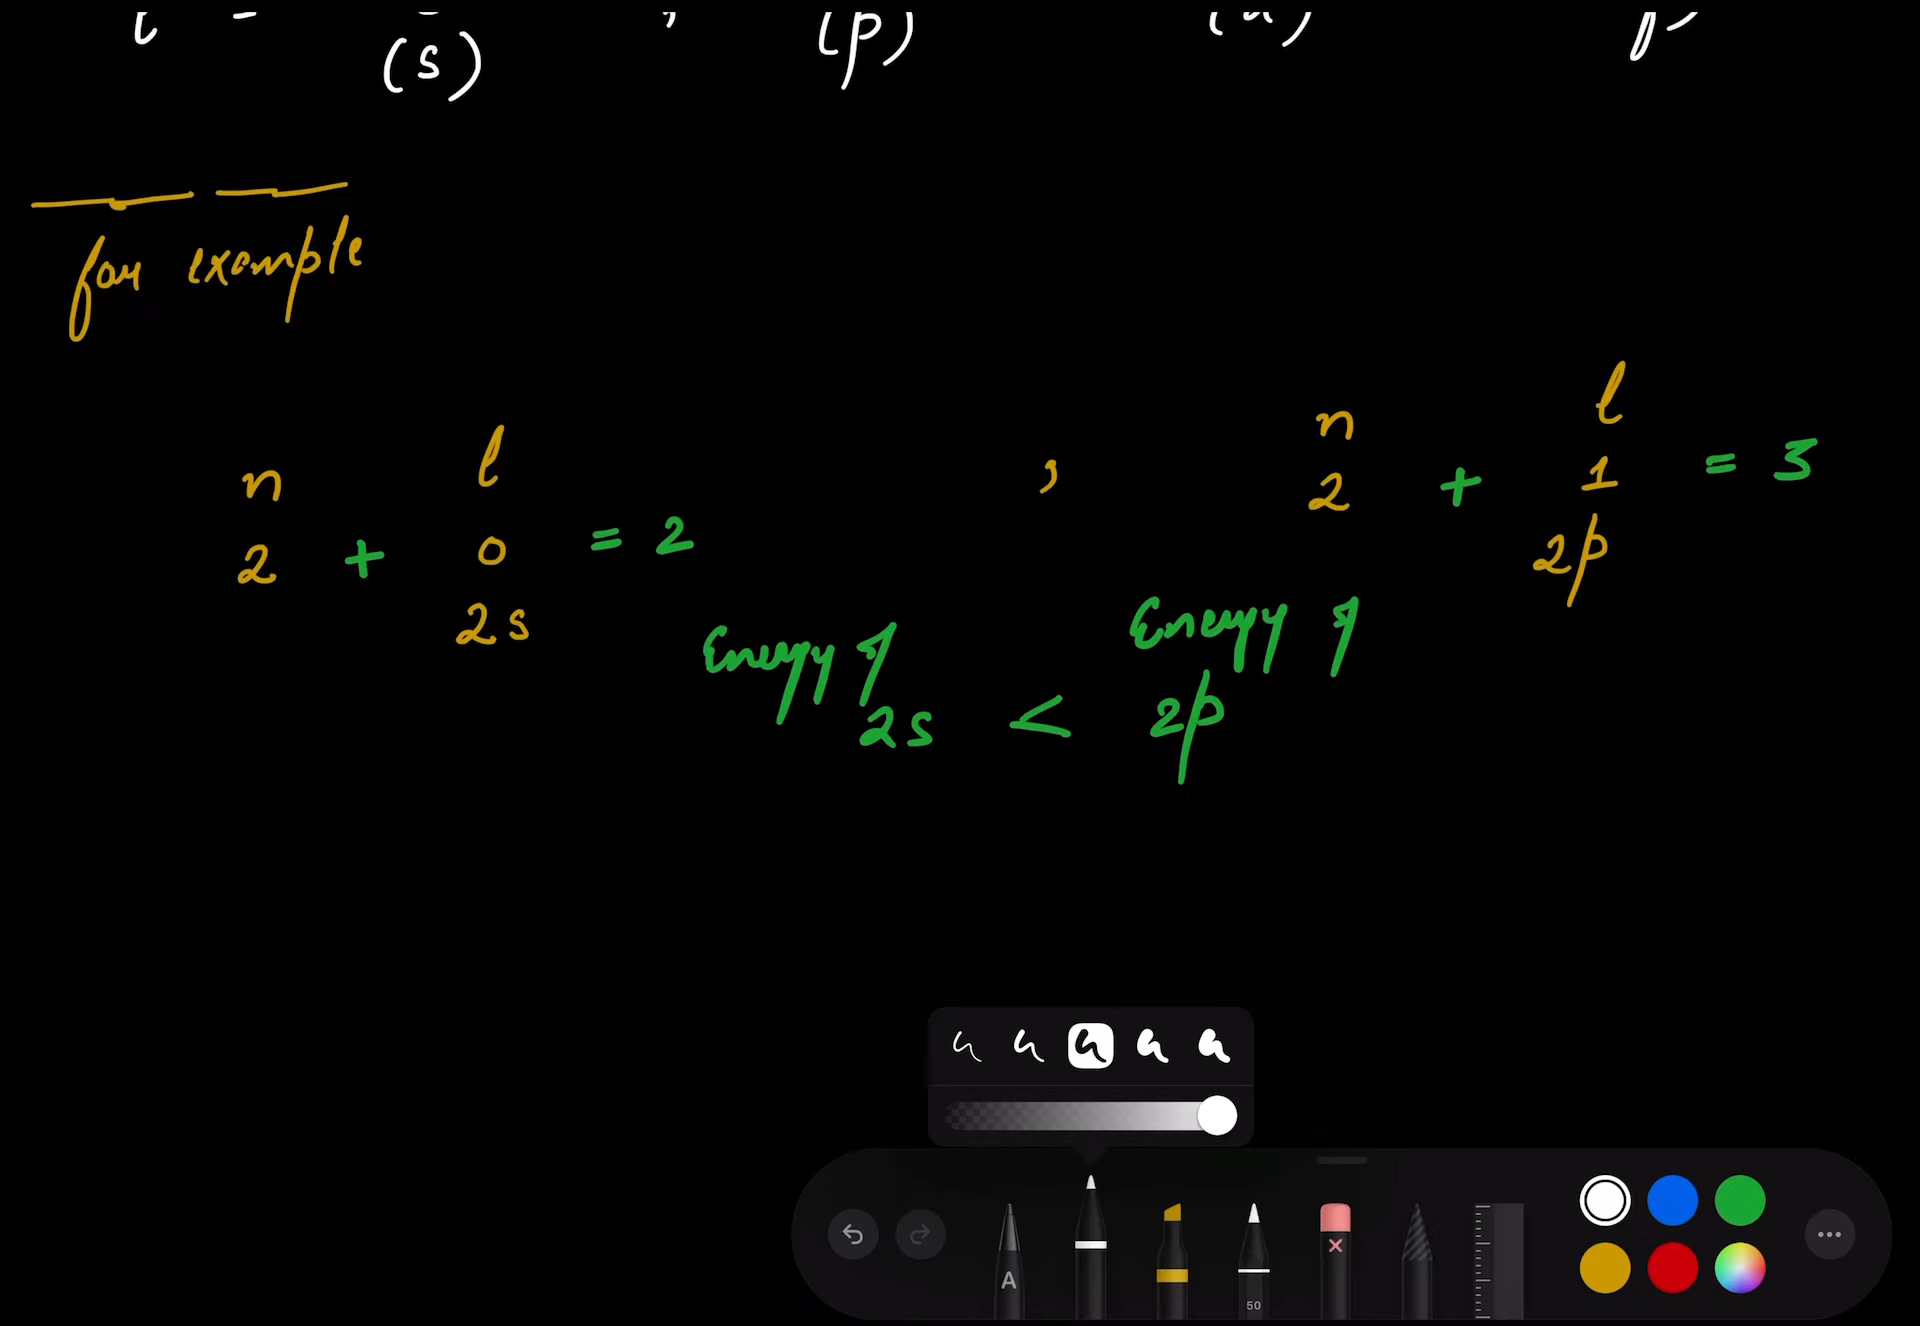 (s) (p)
for example
n l
2 + 0 = 2
2s
,
n l
2 + 1 = 3
2p
Energy of Energy of
2s < 2p
A
50